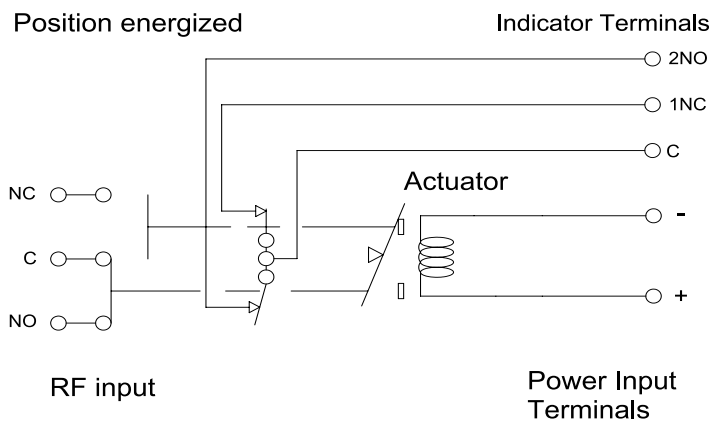 Position energized
Indicator Terminals
2NO
1NC
C
Actuator
NC
-
C
+
NO
RF input
Power Input
Terminals